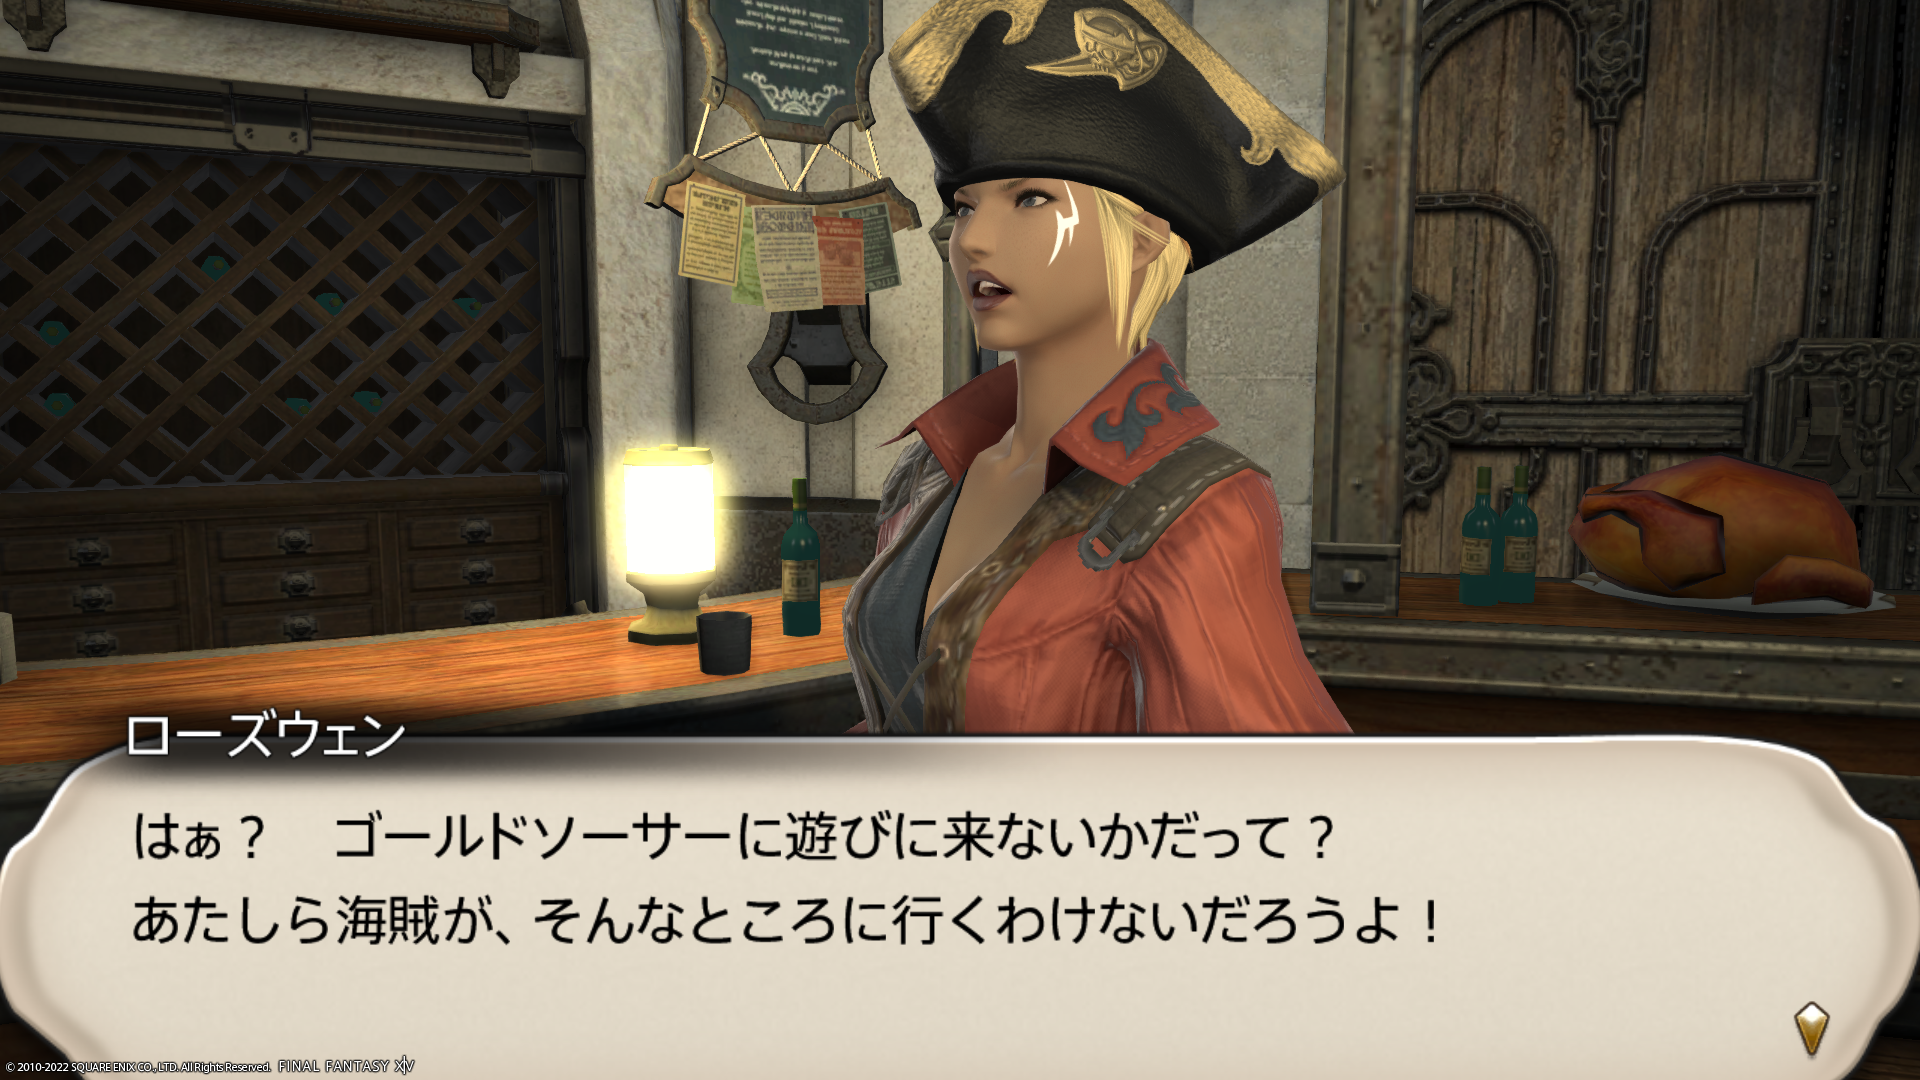 ローズウェン
はぁ？　ゴールドソーサーに遊びに来ないかだって？
あたしら海賊が、そんなところに行くわけないだろうよ！
© 2010-2022 SQUARE ENIX CO., LTD. All Rights Reserved. FINAL FANTASY XIV